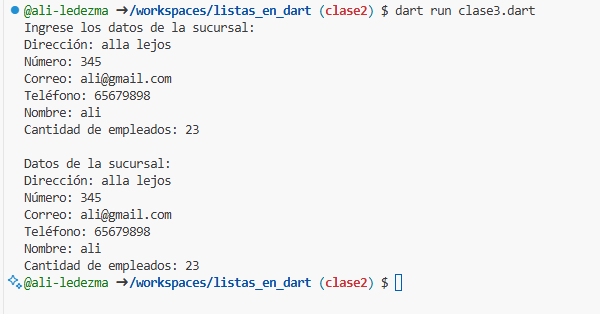 @ali-ledezma ➜/workspaces/listas_en_dart (clase2) $ dart run clase3.dart
Ingrese los datos de la sucursal:
Dirección: alla lejos
Número: 345
Correo: ali@gmail.com
Teléfono: 65679898
Nombre: ali
Cantidad de empleados: 23

Datos de la sucursal:
Dirección: alla lejos
Número: 345
Correo: ali@gmail.com
Teléfono: 65679898
Nombre: ali
Cantidad de empleados: 23
@ali-ledezma ➜/workspaces/listas_en_dart (clase2) $